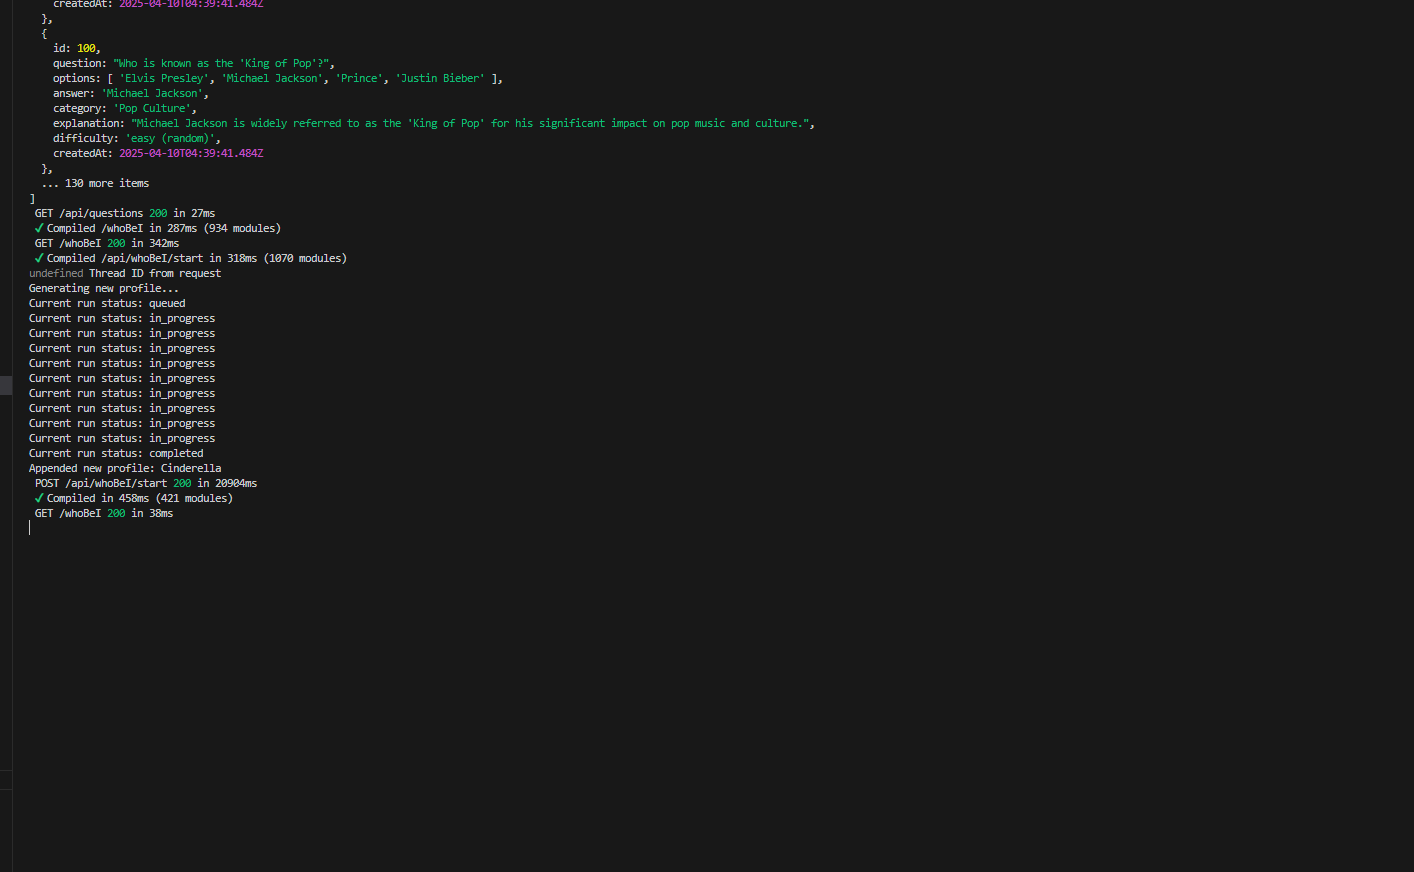 createdAt: 2025-04-10T04:39:41.484Z
},
{
id: 100,
question: "Who is known as the 'King of Pop'?",
options: [ 'Elvis Presley', 'Michael Jackson', 'Prince', 'Justin Bieber' ],
answer: 'Michael Jackson',
category: 'Pop Culture',
explanation: "Michael Jackson is widely referred to as the 'King of Pop' for his significant impact on pop music and culture.",
difficulty: 'easy (random)',
createdAt: 2025-04-10T04:39:41.484Z
},
... 130 more items
]
GET /api/questions 200 in 27ms
✓ Compiled /whoBeI in 287ms (934 modules)
GET /whoBeI 200 in 342ms
✓ Compiled /api/whoBeI/start in 318ms (1070 modules)
undefined Thread ID from request
Generating new profile...
Current run status: queued
Current run status: in_progress
Current run status: in_progress
Current run status: in_progress
Current run status: in_progress
Current run status: in_progress
Current run status: in_progress
Current run status: in_progress
Current run status: in_progress
Current run status: in_progress
Current run status: completed
Appended new profile: Cinderella
POST /api/whoBeI/start 200 in 20904ms
✓ Compiled in 458ms (421 modules)
GET /whoBeI 200 in 38ms